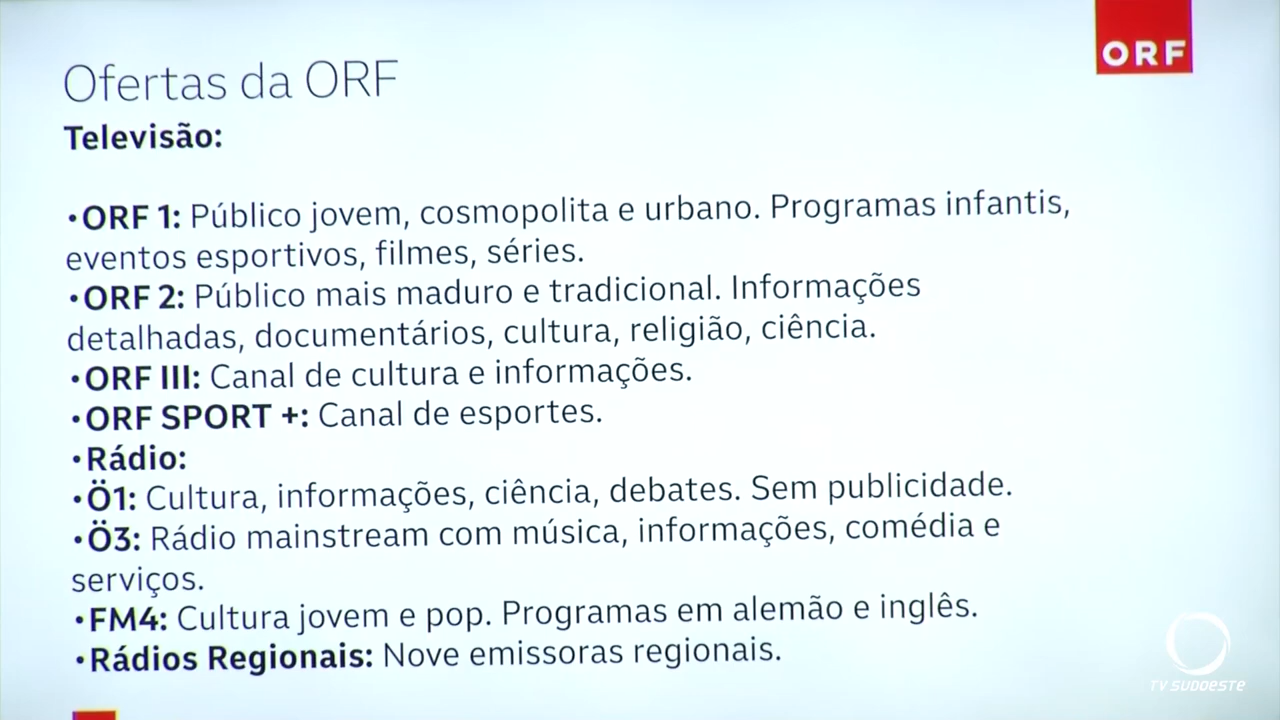 ORF
Ofertas da ORF
Televisão:
•ORF 1: Público jovem, cosmopolita e urbano. Programas infantis,
eventos esportivos, filmes, séries.
•ORF 2: Público mais maduro e tradicional. Informações
detalhadas, documentários, cultura, religião, ciência.
•ORF III: Canal de cultura e informações.
•ORF SPORT +: Canal de esportes.
•Rádio:
•Ö1: Cultura, informações, ciência, debates. Sem publicidade.
•Ö3: Rádio mainstream com música, informações, comédia e
serviços.
•FM4: Cultura jovem e pop. Programas em alemão e inglês.
•Rádios Regionais: Nove emissoras regionais.
TV SUDOESTE